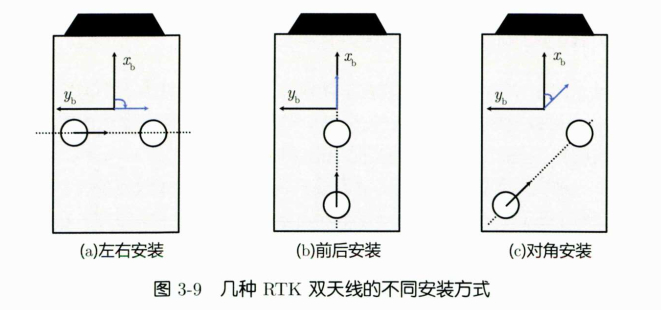 x_b
y_b
x_b
y_b
x_b
y_b
(a)左右安装
(b)前后安装
(c)对角安装
图 3-9 几种 RTK 双天线的不同安装方式